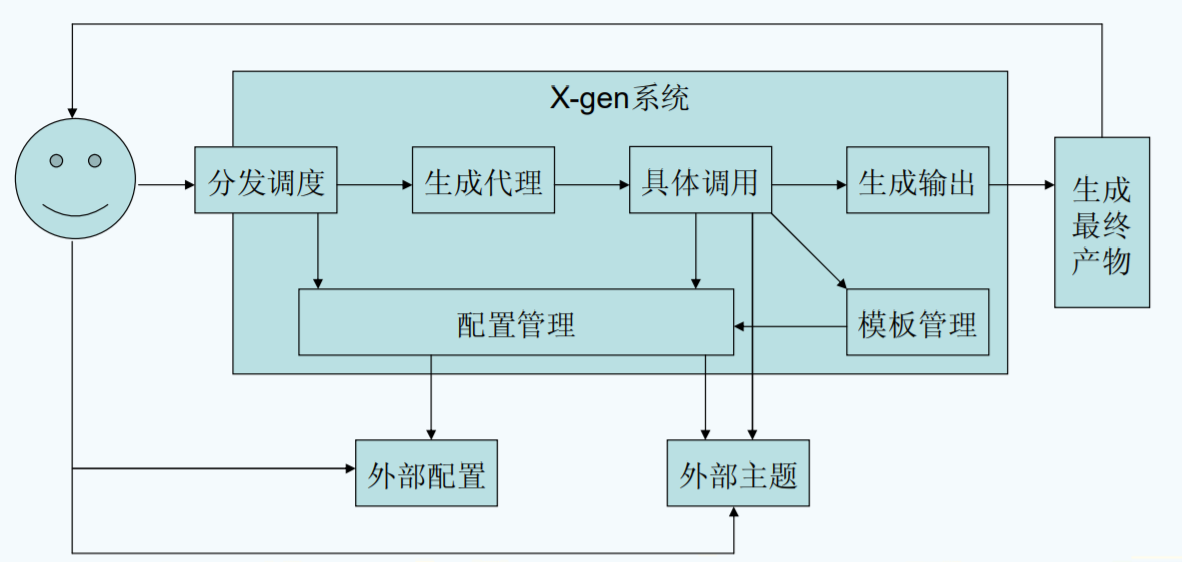 X-gen系统
分发调度
生成代理
具体调用
生成输出
生成
最终
产物
配置管理
模板管理
外部配置
外部主题